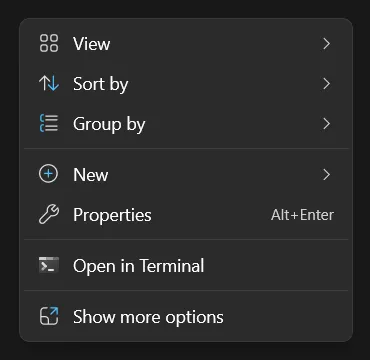 View
Sort by
Group by
New
Properties Alt+Enter
Open in Terminal
Show more options